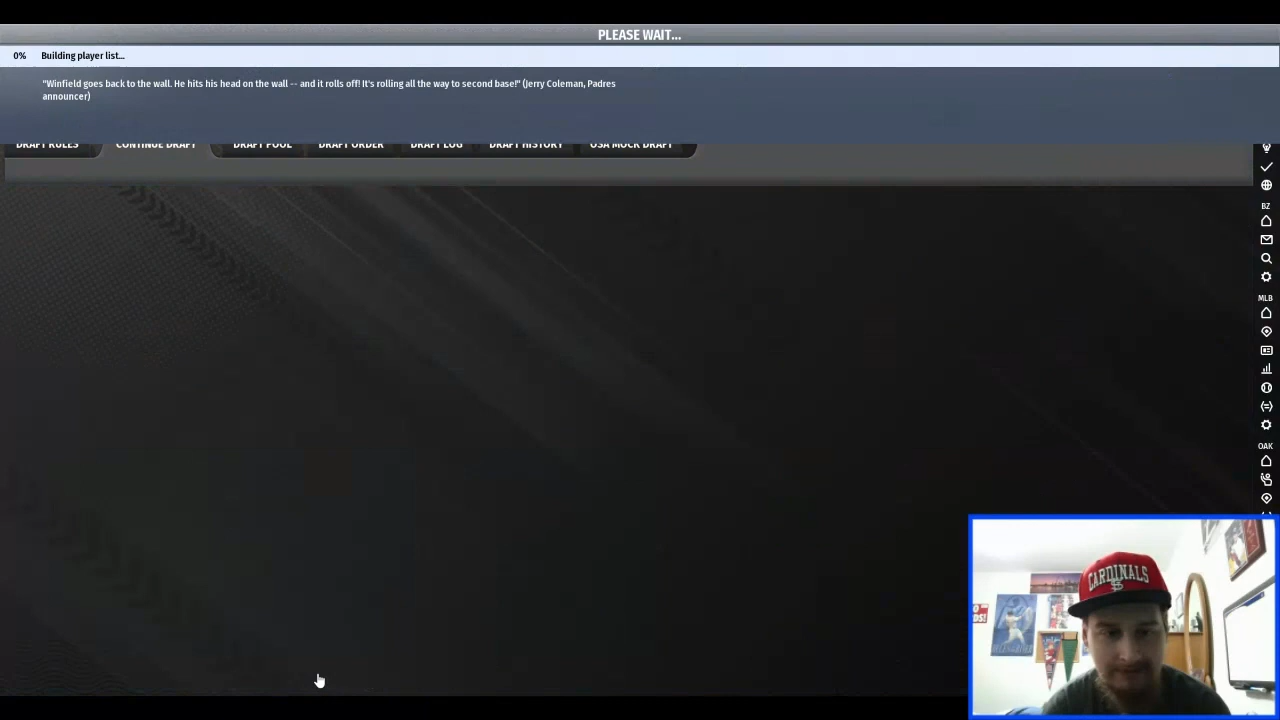 PLEASE WAIT...
0% Building player list...
"Winfield goes back to the wall. He hits his head on the wall -- and it rolls off! It's rolling all the way to second base!" (Jerry Coleman, Padres
announcer)
DRAFT RULES CONTINUE DRAFT DRAFT POOL DRAFT ORDER DRAFT LOG DRAFT HISTORY OSA MOCK DRAFT
BZ
MLB
OAK
CARDINALS